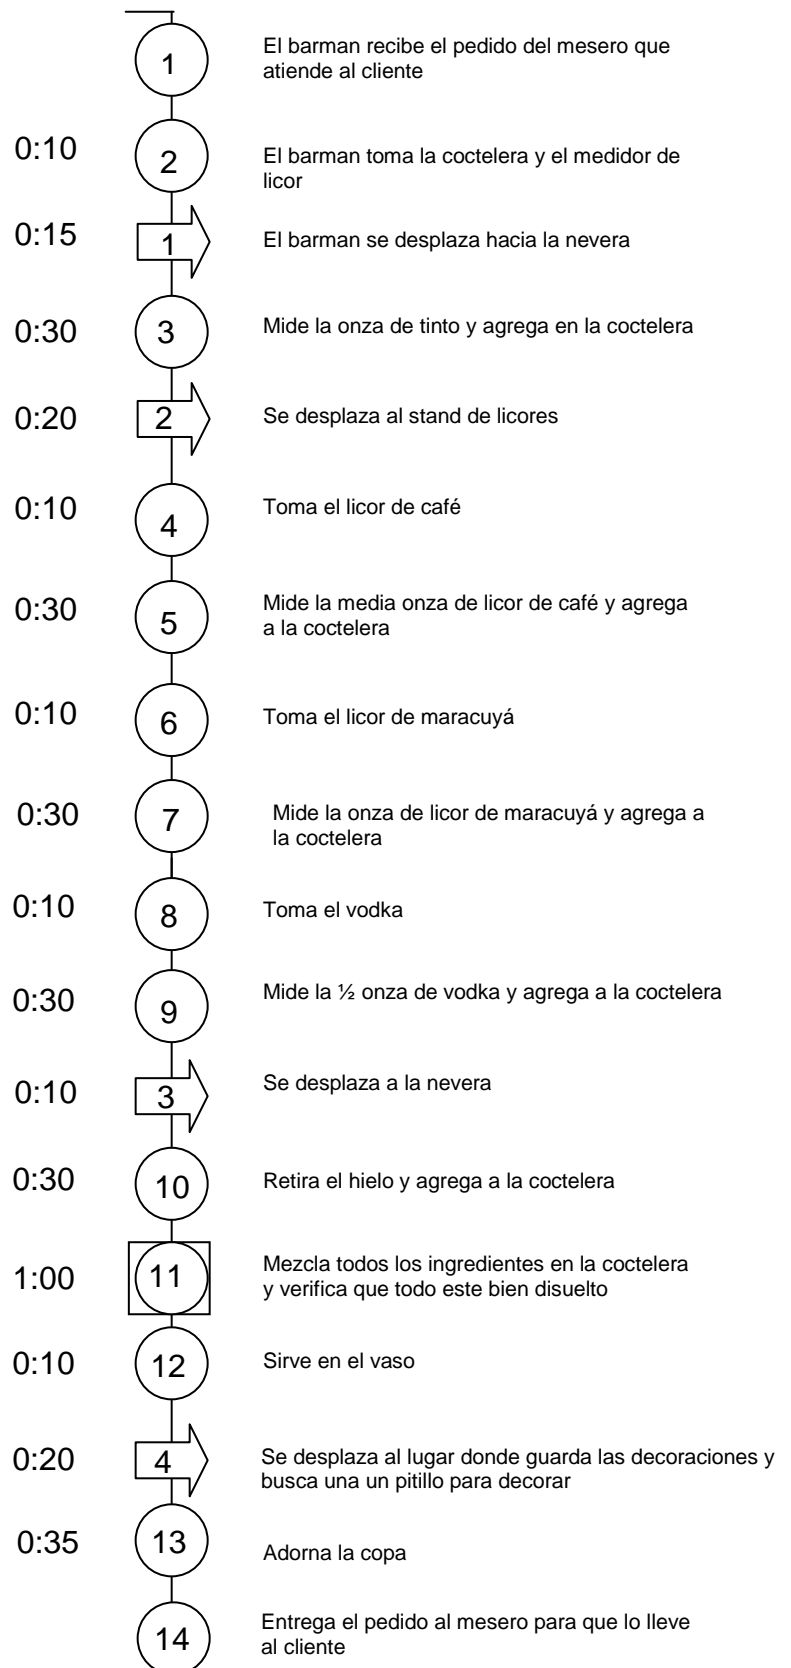 1
El barman recibe el pedido del mesero que
atiende al cliente
0:10
2
El barman toma la coctelera y el medidor de
licor
0:15
1
El barman se desplaza hacia la nevera
0:30
3
Mide la onza de tinto y agrega en la coctelera
0:20
2
Se desplaza al stand de licores
0:10
4
Toma el licor de café
0:30
5
Mide la media onza de licor de café y agrega
a la coctelera
0:10
6
Toma el licor de maracuyá
0:30
7
Mide la onza de licor de maracuyá y agrega a
la coctelera
0:10
8
Toma el vodka
0:30
9
Mide la ½ onza de vodka y agrega a la coctelera
0:10
3
Se desplaza a la nevera
0:30
10
Retira el hielo y agrega a la coctelera
1:00
11
Mezcla todos los ingredientes en la coctelera
y verifica que todo este bien disuelto
0:10
12
Sirve en el vaso
0:20
4
Se desplaza al lugar donde guarda las decoraciones y
busca una un pitillo para decorar
0:35
13
Adorna la copa
14
Entrega el pedido al mesero para que lo lleve
al cliente